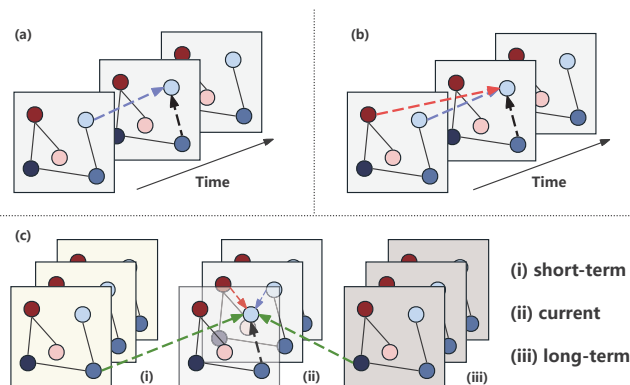 (a)
Time
(b)
Time
(c)
(i)
(ii)
(iii)
(i) short-term
(ii) current
(iii) long-term